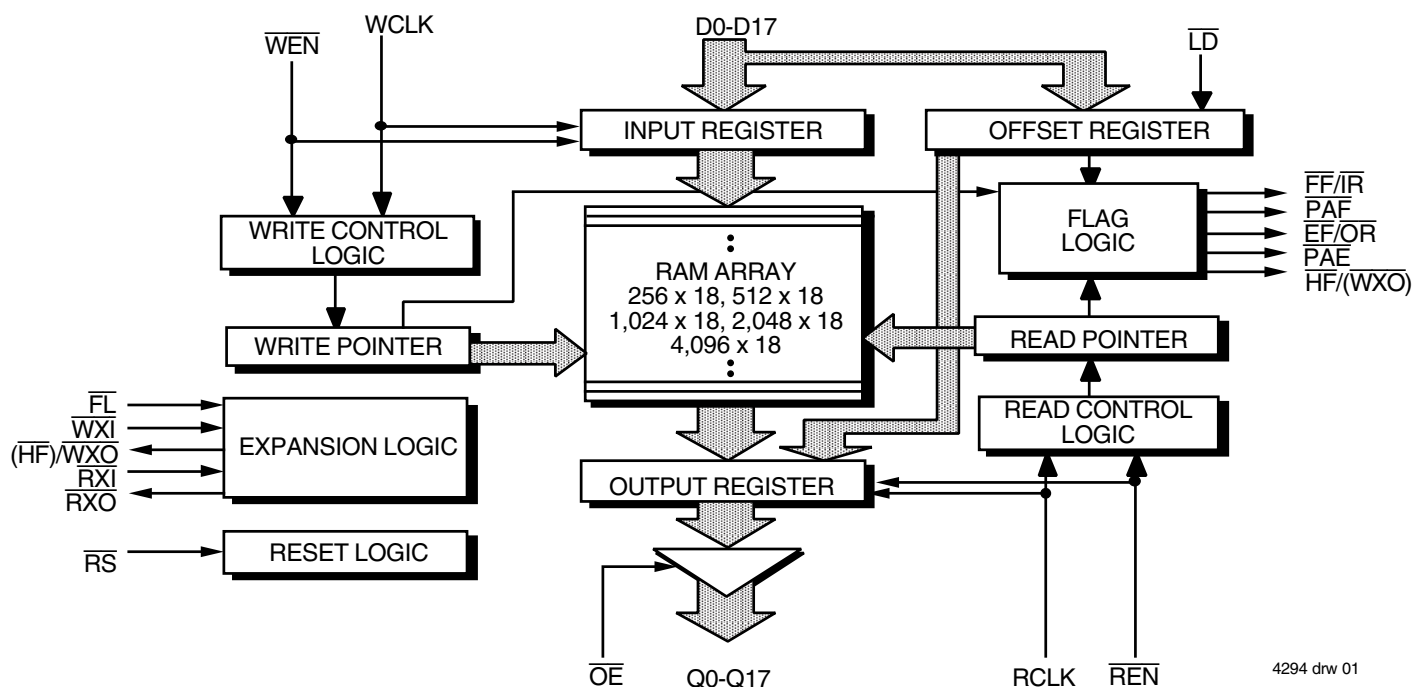 WEN
WCLK
D0-D17
LD
INPUT REGISTER
OFFSET REGISTER
WRITE CONTROL
LOGIC
FLAG
LOGIC
FF/IR
PAF
EF/OR
PAE
HF/(WXO)
RAM ARRAY
256 x 18, 512 x 18
1,024 x 18, 2,048 x 18
4,096 x 18
WRITE POINTER
READ POINTER
FL
WXI
(HF)/WXO
RXI
RXO
EXPANSION LOGIC
READ CONTROL
LOGIC
OUTPUT REGISTER
RS
RESET LOGIC
OE
Q0-Q17
RCLK
REN
4294 drw 01